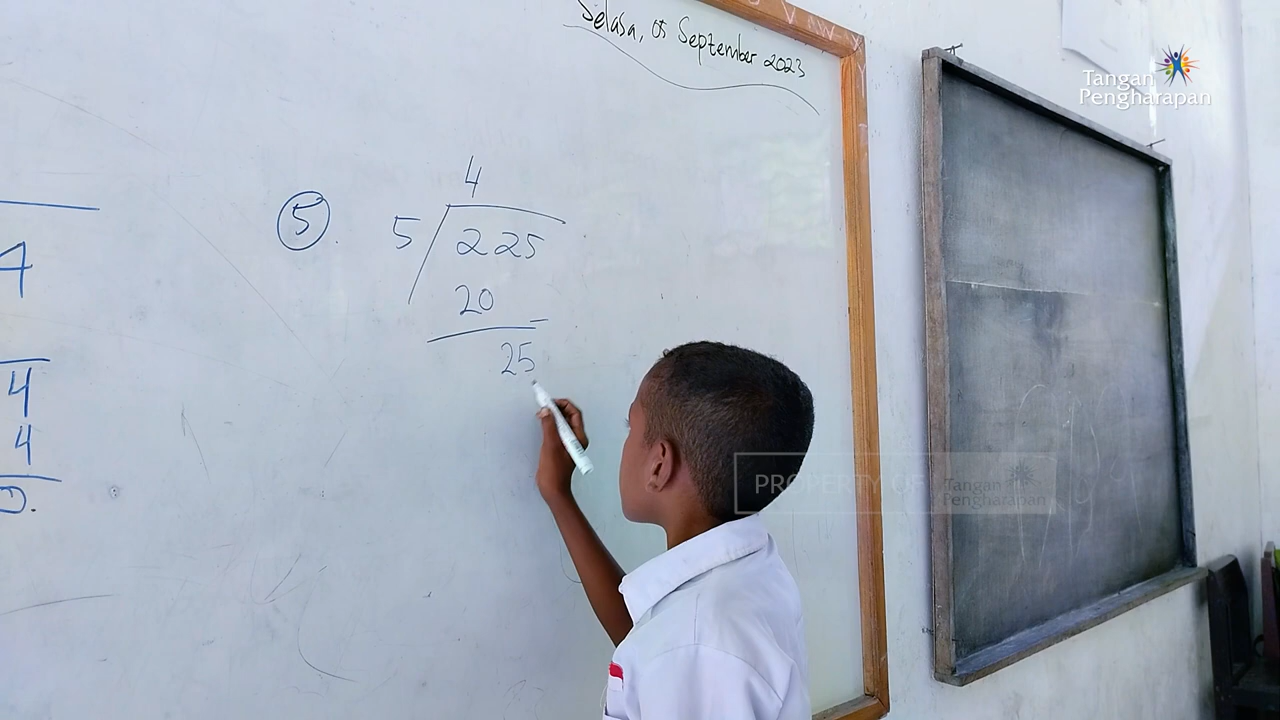 Selasa, 05 September 2023
Tangan
Pengharapan
4
5
5
225
4
20
-
25
4
4
0.
PROPERTY OF
Tangan
Pengharapan